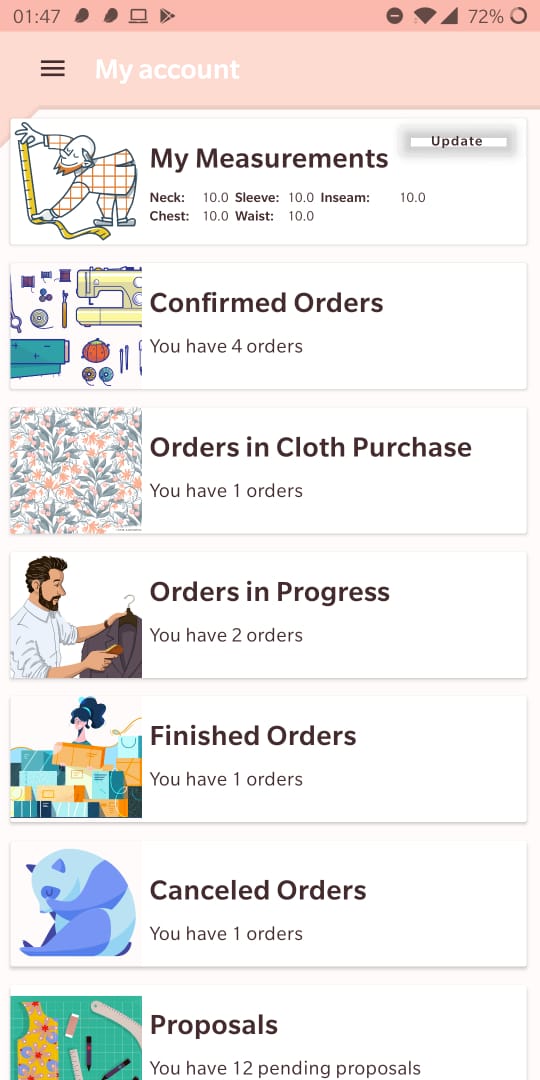 01:47 72%
My account
Update
My Measurements
Neck: 10.0 Sleeve: 10.0 Inseam: 10.0
Chest: 10.0 Waist: 10.0
Confirmed Orders
You have 4 orders
Orders in Cloth Purchase
You have 1 orders
Orders in Progress
You have 2 orders
Finished Orders
You have 1 orders
Canceled Orders
You have 1 orders
Proposals
You have 12 pending proposals